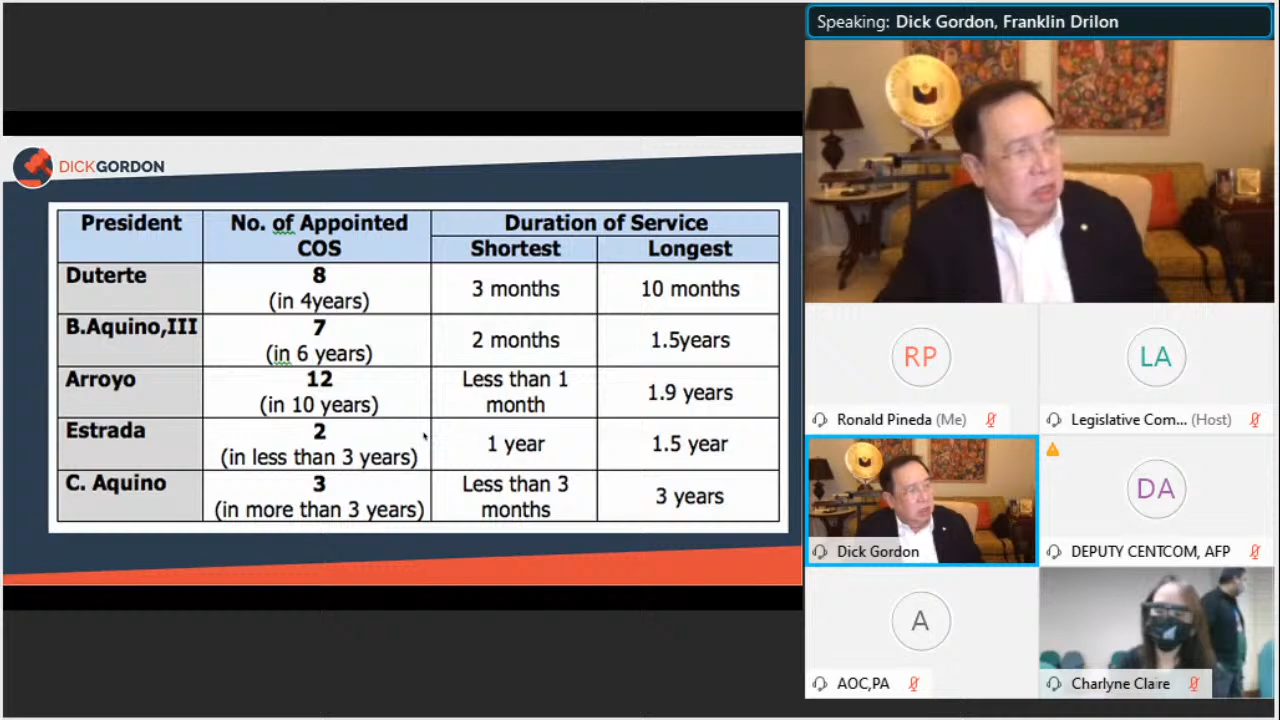 Speaking: Dick Gordon, Franklin Drilon
DICKGORDON
President
No. of Appointed
COS
Duration of Service
Shortest
Longest
Duterte
8
(in 4years)
3 months
10 months
B.Aquino,III
7
(in 6 years)
2 months
1.5years
Arroyo
12
(in 10 years)
Less than 1
month
1.9 years
Estrada
2
(in less than 3 years)
1 year
1.5 year
C. Aquino
3
(in more than 3 years)
Less than 3
months
3 years
RP
Ronald Pineda (Me)
LA
Legislative Com... (Host)
Dick Gordon
DA
DEPUTY CENTCOM, AFP
A
AOC,PA
Charlyne Claire